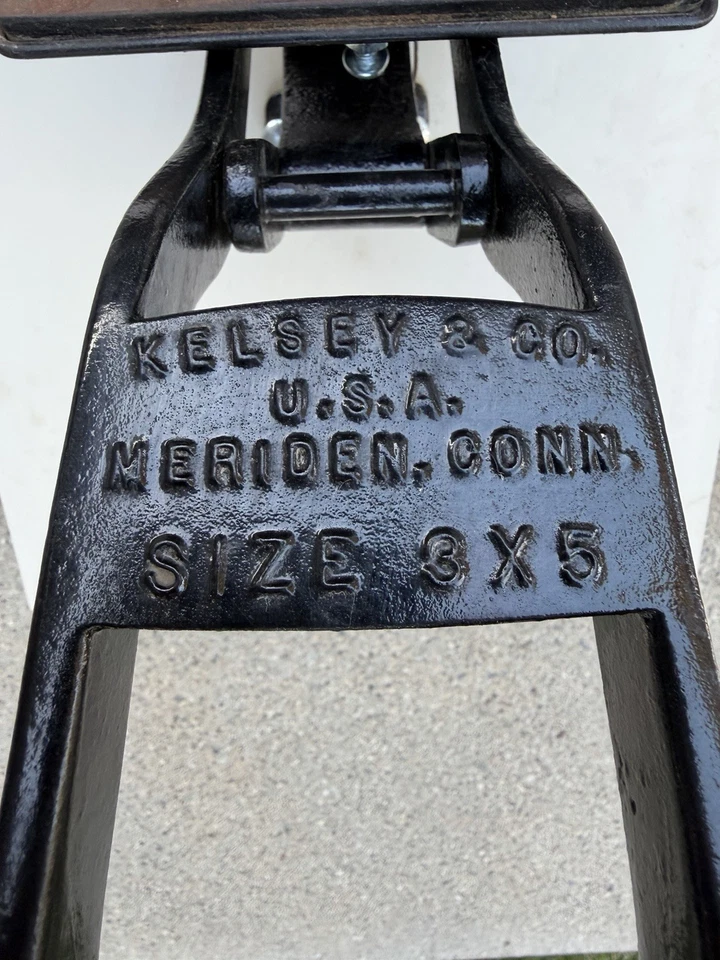 KELSEY & CO.
U.S.A.
MERIDEN, CONN.
SIZE 3X5